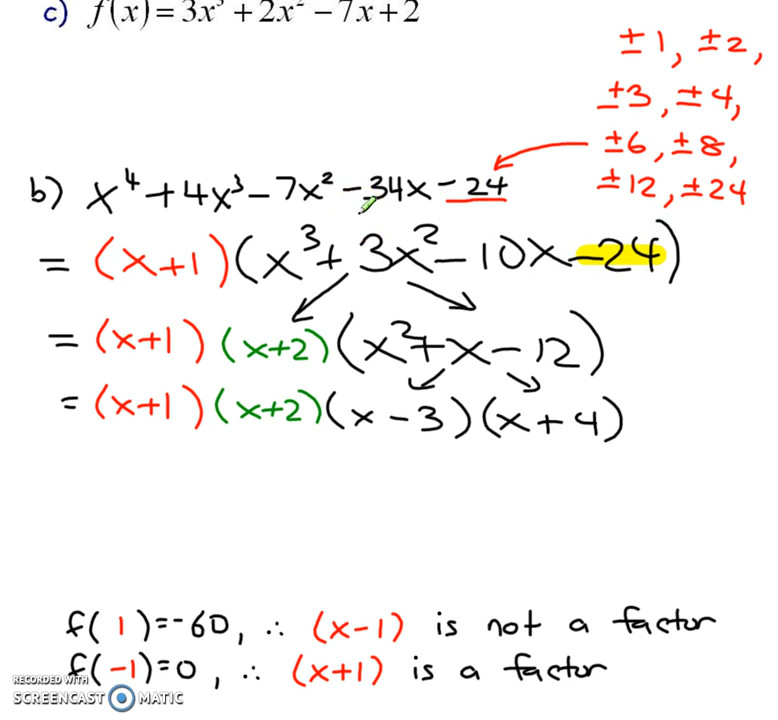 c) f(x) = 3x³ + 2x² − 7x + 2
±1, ±2,
±3, ±4,
±6, ±8,
±12, ±24
b) x⁴ + 4x³ − 7x² − 34x − 24
= (x+1)(x³ + 3x² − 10x − 24)
= (x+1)(x+2)(x² + x − 12)
= (x+1)(x+2)(x − 3)(x + 4)
f(1) = −60, ∴ (x−1) is not a factor
f(−1) = 0, ∴ (x+1) is a factor
RECORDED WITH
SCREENCAST MATIC